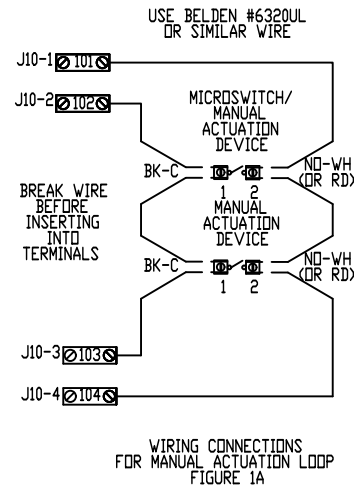 USE BELDEN #6320UL
OR SIMILAR WIRE
J10-1 101
J10-2 102
MICROSWITCH/
MANUAL
ACTUATION
DEVICE
BK-C
NO-WH
(OR RD)
1 2
BREAK WIRE
BEFORE
INSERTING
INTO
TERMINALS
MANUAL
ACTUATION
DEVICE
BK-C
NO-WH
(OR RD)
1 2
J10-3 103
J10-4 104
WIRING CONNECTIONS
FOR MANUAL ACTUATION LOOP
FIGURE 1A